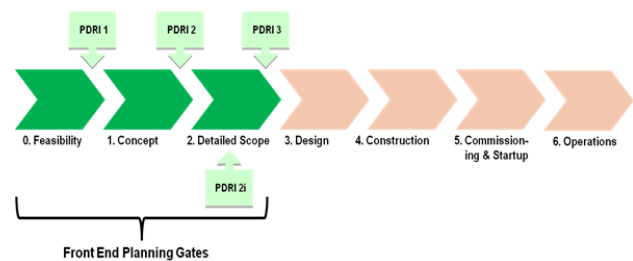 PDRI 1
PDRI 2
PDRI 3
0. Feasibility
1. Concept
2. Detailed Scope
3. Design
4. Construction
5. Commission-
ing & Startup
6. Operations
PDRI 2i
Front End Planning Gates